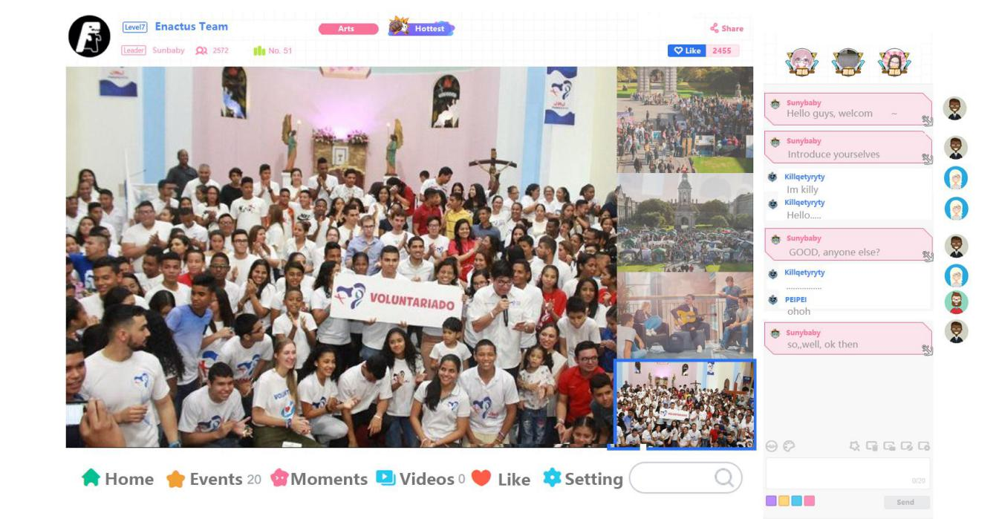 Level7 Enactus Team
Arts
Hottest
Share
Leader Sunbaby 2572 No. 51
Like 2455
VOLUNTARIADO
Sunybaby
Hello guys, welcom ~
Sunybaby
Introduce yourselves
Killqetyryty
Im killy
Killqetyryty
Hello.....
Sunybaby
GOOD, anyone else?
Killqetyryty
...............
PEIPEI
ohoh
Sunybaby
so,,well, ok then
0/20
Send
Home Events 20 Moments Videos 0 Like Setting